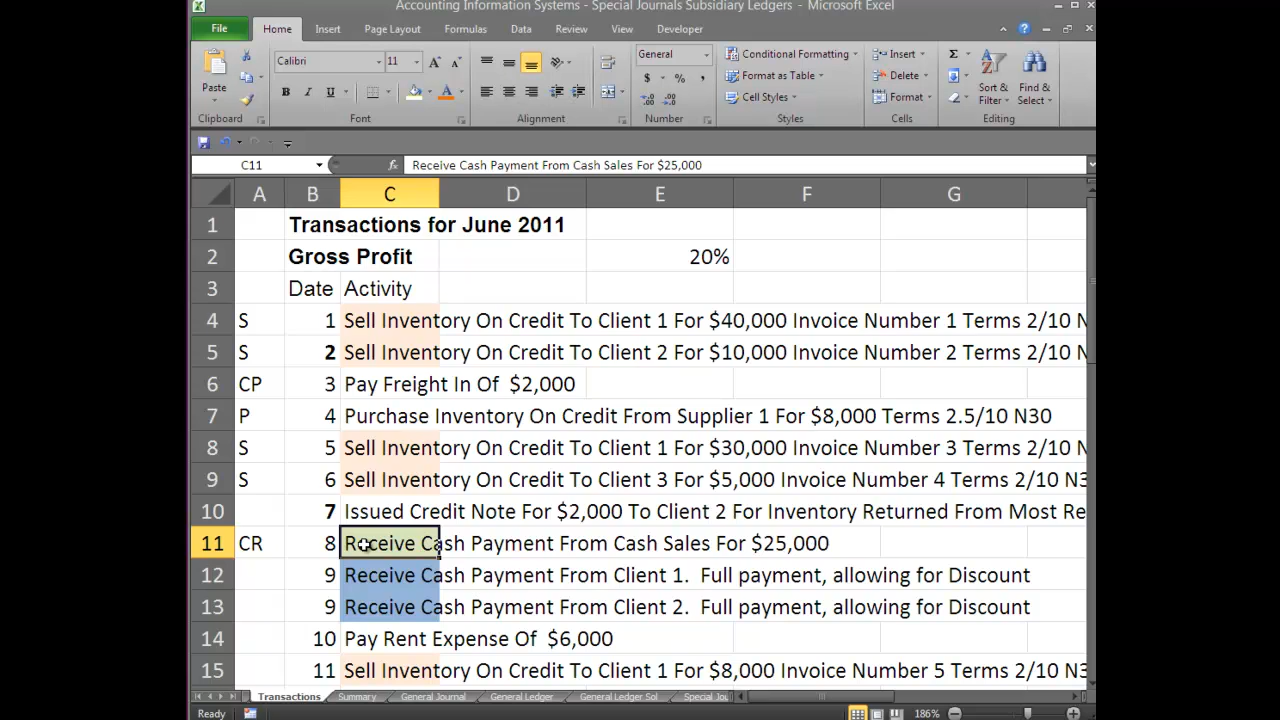 Accounting Information Systems - Special Journals Subsidiary Ledgers - Microsoft Excel
File Home Insert Page Layout Formulas Data Review View Developer
Calibri 11 General Conditional Formatting Insert Σ
Paste Format as Table Delete Sort & Find &
B I U $ % , Cell Styles Format Filter Select
Clipboard Font Alignment Number Styles Cells Editing
C11 fx Receive Cash Payment From Cash Sales For $25,000
A B C D E F G
1 Transactions for June 2011
2 Gross Profit 20%
3 Date Activity
4 S 1 Sell Inventory On Credit To Client 1 For $40,000 Invoice Number 1 Terms 2/10 N
5 S 2 Sell Inventory On Credit To Client 2 For $10,000 Invoice Number 2 Terms 2/10 N
6 CP 3 Pay Freight In Of $2,000
7 P 4 Purchase Inventory On Credit From Supplier 1 For $8,000 Terms 2.5/10 N30
8 S 5 Sell Inventory On Credit To Client 1 For $30,000 Invoice Number 3 Terms 2/10 N
9 S 6 Sell Inventory On Credit To Client 3 For $5,000 Invoice Number 4 Terms 2/10 N3
10 7 Issued Credit Note For $2,000 To Client 2 For Inventory Returned From Most Re
11 CR 8 Receive Cash Payment From Cash Sales For $25,000
12 9 Receive Cash Payment From Client 1. Full payment, allowing for Discount
13 9 Receive Cash Payment From Client 2. Full payment, allowing for Discount
14 10 Pay Rent Expense Of $6,000
15 11 Sell Inventory On Credit To Client 1 For $8,000 Invoice Number 5 Terms 2/10 N3
Transactions Summary General Journal General Ledger General Ledger Sol Special Jou
Ready 186%